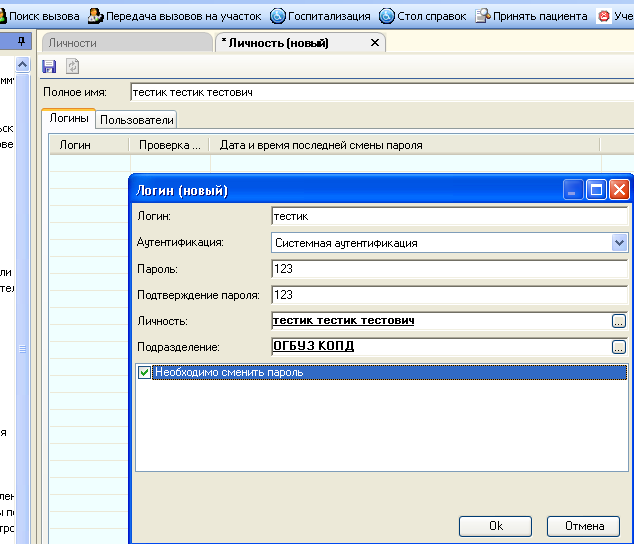 Поиск вызова Передача вызовов на участок Госпитализация Стол справок Принять пациента Уче
Личности * Личность (новый)
Полное имя: тестик тестик тестович
Логины Пользователи
Логин Проверка ... Дата и время последней смены пароля
Логин (новый)
Логин: тестик
Аутентификация: Системная аутентификация
Пароль: 123
Подтверждение пароля: 123
Личность: тестик тестик тестович ...
Подразделение: ОГБУЗ КОПД ...
Необходимо сменить пароль
Ok Отмена